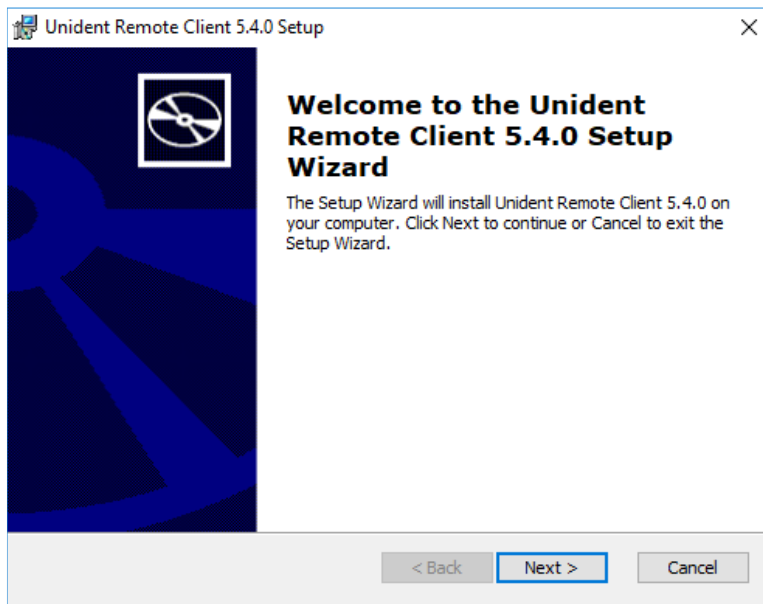 Unident Remote Client 5.4.0 Setup
Welcome to the Unident
Remote Client 5.4.0 Setup
Wizard
The Setup Wizard will install Unident Remote Client 5.4.0 on
your computer. Click Next to continue or Cancel to exit the
Setup Wizard.
< Back Next > Cancel